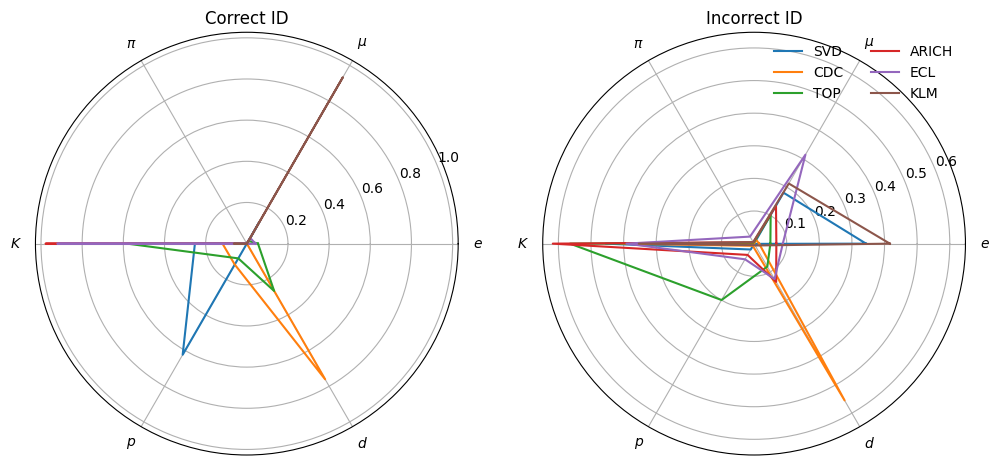 Correct ID
Incorrect ID
π
μ
K
e
p
d
0.2
0.4
0.6
0.8
1.0
π
μ
K
e
p
d
0.1
0.2
0.3
0.4
0.5
0.6
SVD
CDC
TOP
ARICH
ECL
KLM